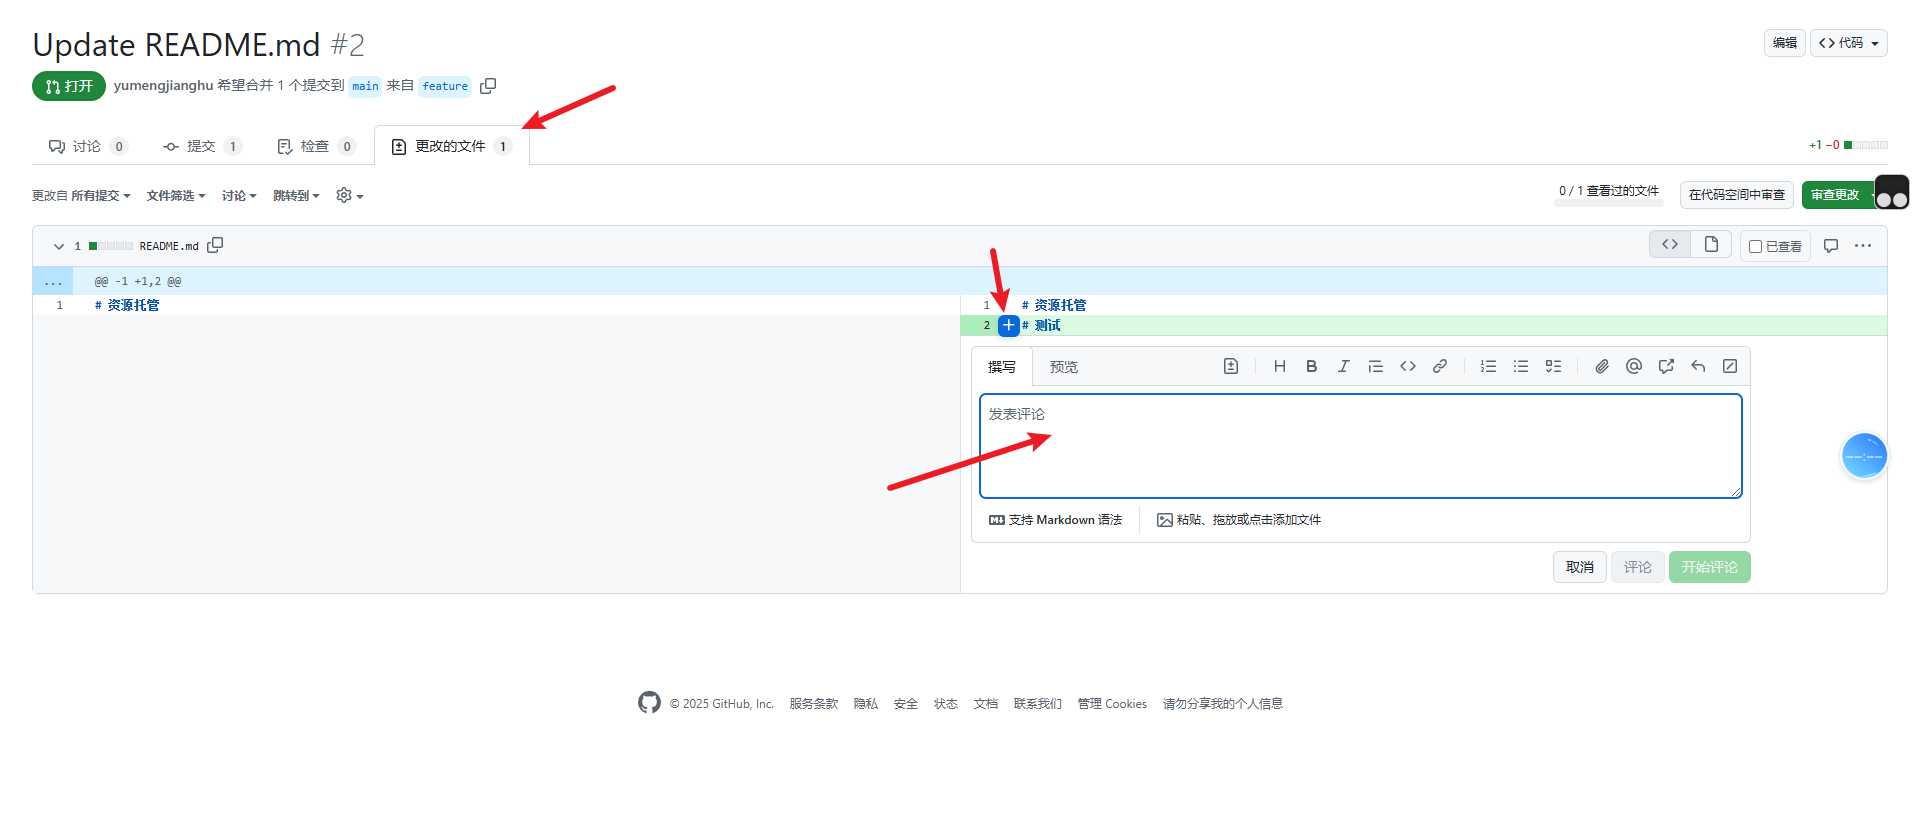 Update README.md #2
编辑
代码
打开
yumengjianghu 希望合并 1 个提交到 main 来自 feature
讨论 0
提交 1
检查 0
更改的文件 1
+1 −0
更改自 所有提交
文件筛选
讨论
跳转到
0 / 1 查看过的文件
在代码空间中审查
审查更改
1 README.md
已查看
... @@ -1 +1,2 @@
1 # 资源托管
1 # 资源托管
2 # 测试
撰写
预览
发表评论
支持 Markdown 语法
粘贴、拖放或点击添加文件
取消
评论
开始评论
© 2025 GitHub, Inc.
服务条款
隐私
安全
状态
文档
联系我们
管理 Cookies
请勿分享我的个人信息